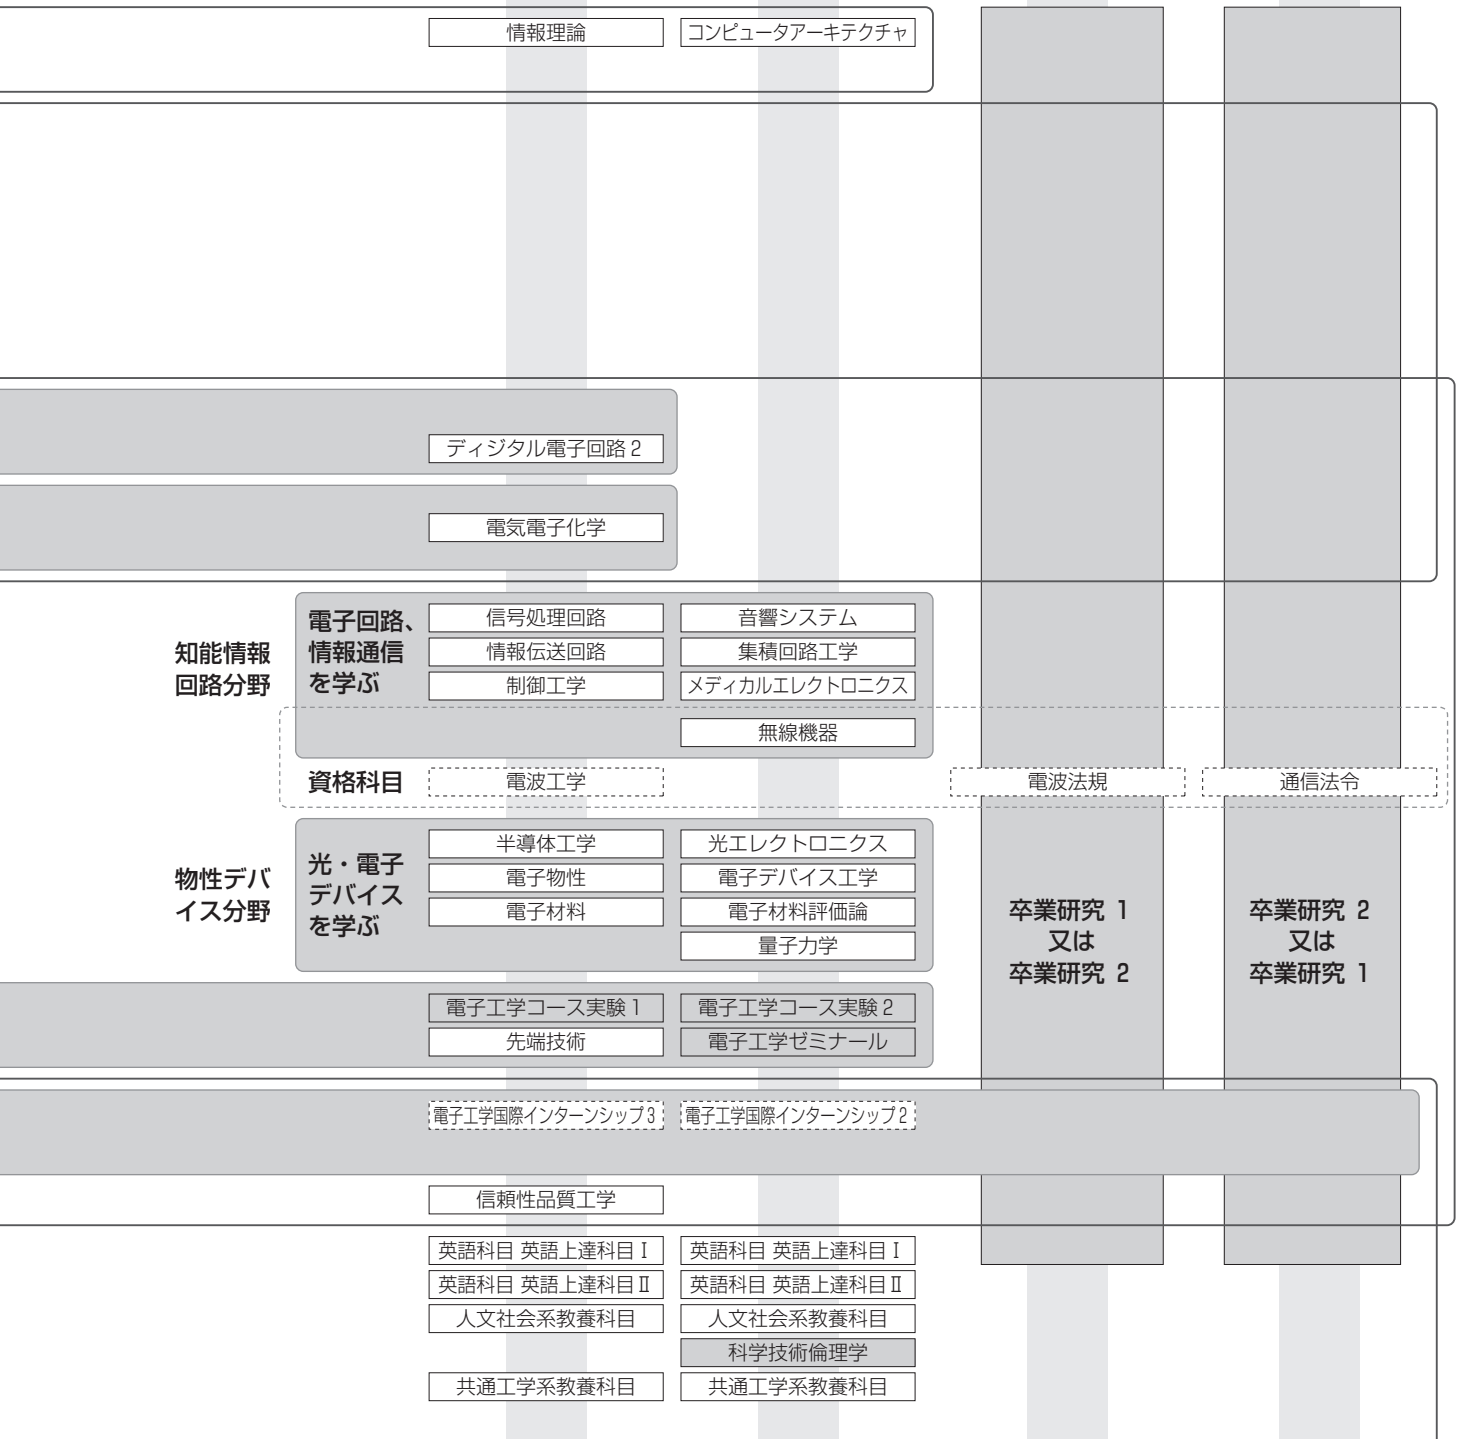 情報理論
コンピュータアーキテクチャ
ディジタル電子回路2
電気電子化学
知能情報
回路分野
電子回路、
情報通信
を学ぶ
信号処理回路
音響システム
情報伝送回路
集積回路工学
制御工学
メディカルエレクトロニクス
無線機器
資格科目
電波工学
電波法規
通信法令
物性デバ
イス分野
光・電子
デバイス
を学ぶ
半導体工学
光エレクトロニクス
電子物性
電子デバイス工学
電子材料
電子材料評価論
量子力学
卒業研究 1
又は
卒業研究 2
卒業研究 2
又は
卒業研究 1
電子工学コース実験1
電子工学コース実験2
先端技術
電子工学ゼミナール
電子工学国際インターンシップ3
電子工学国際インターンシップ2
信頼性品質工学
英語科目 英語上達科目Ⅰ
英語科目 英語上達科目Ⅰ
英語科目 英語上達科目Ⅱ
英語科目 英語上達科目Ⅱ
人文社会系教養科目
人文社会系教養科目
科学技術倫理学
共通工学系教養科目
共通工学系教養科目